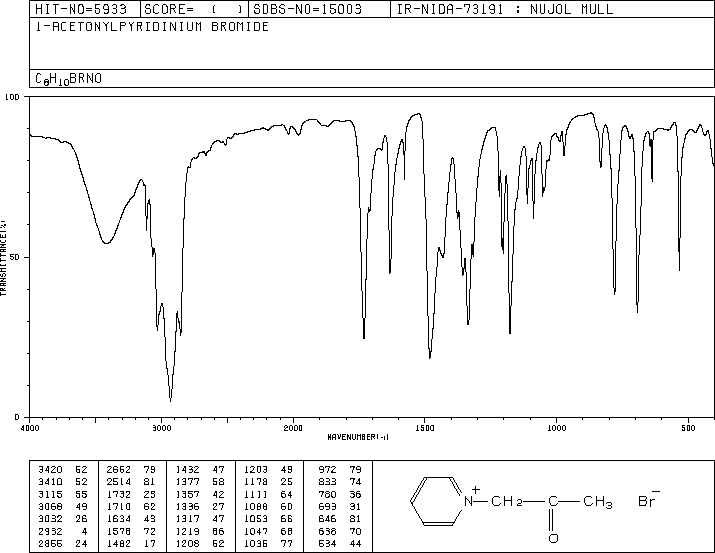 HIT-NO=5933 SCORE= ( ) SDBS-NO=15003 IR-NIDA-73191 : NUJOL MULL
1-ACETONYLPYRIDINIUM BROMIDE
C8H10BRNO
100
50
0
TRANSMITTANCE(%)
4000 3000 2000 1500 1000 500
WAVENUMBER(-1)
3420 52 2662 79 1432 47 1203 49 972 79
3410 52 2514 81 1377 58 1178 25 833 74
3115 55 1732 23 1357 42 1111 64 780 36
3068 49 1710 62 1336 27 1088 60 693 31
3032 26 1634 43 1317 47 1053 66 646 81
2932 4 1578 72 1219 86 1047 68 638 70
2866 24 1482 17 1208 52 1036 77 534 44
N + CH2 C CH3 Br−
O